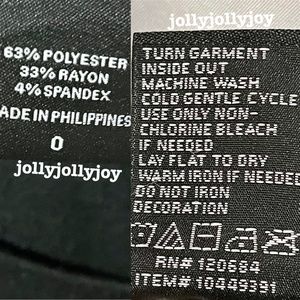 63% POLYESTER
33% RAYON
4% SPANDEX
MADE IN PHILIPPINES
0
jollyjollyjoy
jollyjollyjoy
TURN GARMENT
INSIDE OUT
MACHINE WASH
COLD GENTLE CYCLE
USE ONLY NON-
CHLORINE BLEACH
IF NEEDED
LAY FLAT TO DRY
WARM IRON IF NEEDED
DO NOT IRON
DECORATION
RN# 120684
ITEM# 10449391